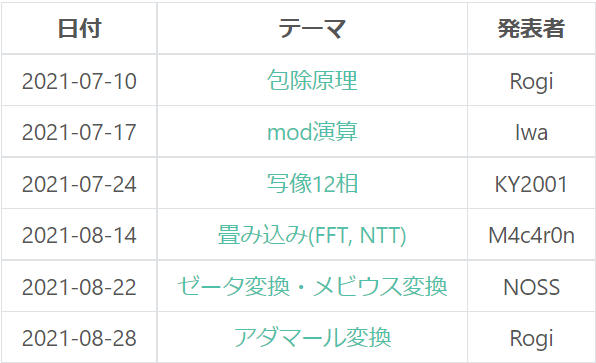 日付 テーマ 発表者
2021-07-10 包除原理 Rogi
2021-07-17 mod演算 Iwa
2021-07-24 写像12相 KY2001
2021-08-14 畳み込み(FFT, NTT) M4c4r0n
2021-08-22 ゼータ変換・メビウス変換 NOSS
2021-08-28 アダマール変換 Rogi